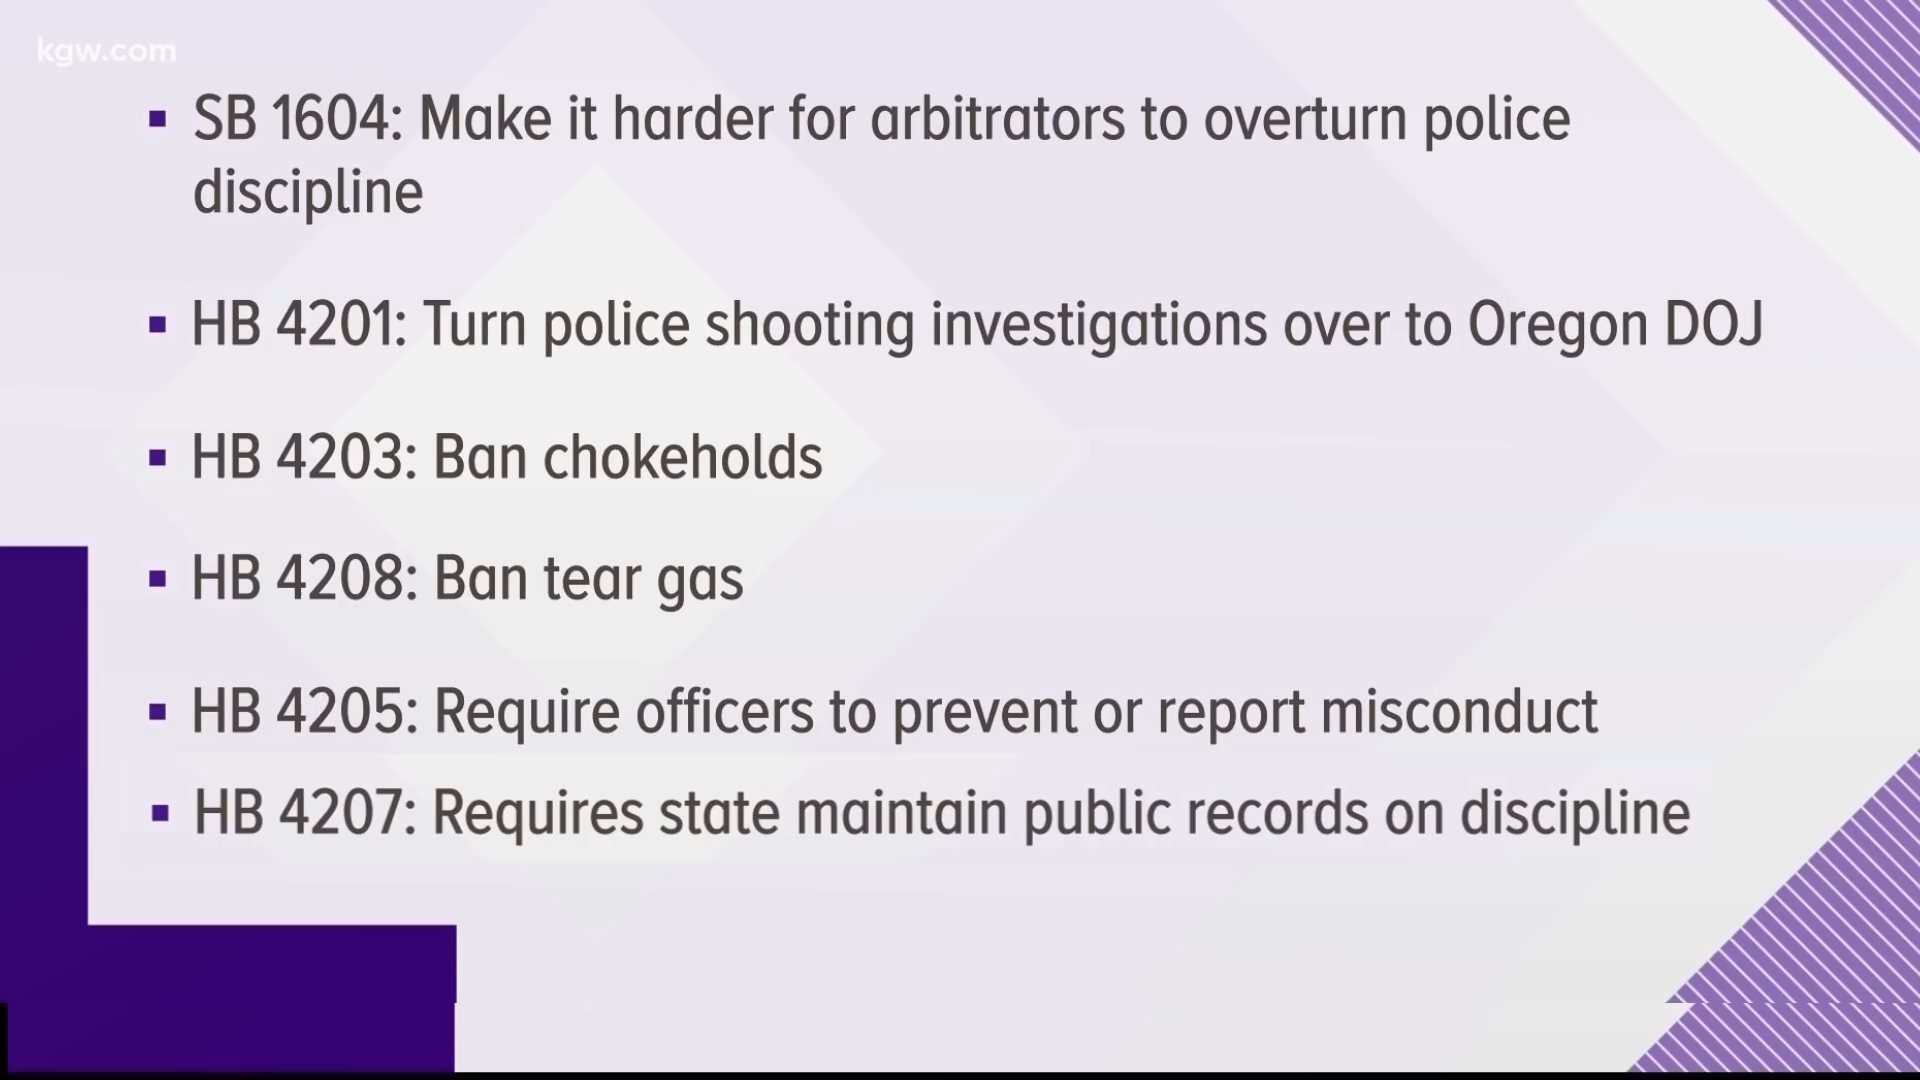 kgw.com
▪ SB 1604: Make it harder for arbitrators to overturn police
discipline
▪ HB 4201: Turn police shooting investigations over to Oregon DOJ
▪ HB 4203: Ban chokeholds
▪ HB 4208: Ban tear gas
▪ HB 4205: Require officers to prevent or report misconduct
▪ HB 4207: Requires state maintain public records on discipline